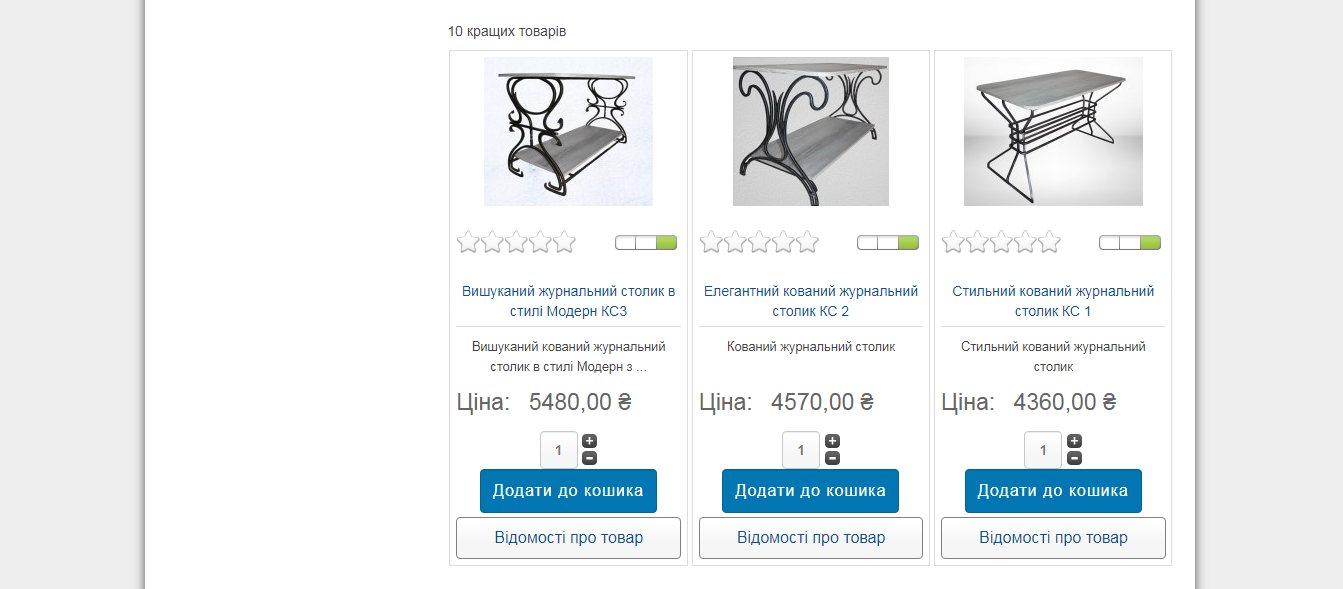 10 кращих товарів
Вишуканий журнальний столик в
стилі Модерн КС3
Вишуканий кований журнальний
столик в стилі Модерн з ...
Ціна: 5480,00 ₴
1
Додати до кошика
Відомості про товар
Елегантний кований журнальний
столик КС 2
Кований журнальний столик
Ціна: 4570,00 ₴
1
Додати до кошика
Відомості про товар
Стильний кований журнальний
столик КС 1
Стильний кований журнальний
столик
Ціна: 4360,00 ₴
1
Додати до кошика
Відомості про товар